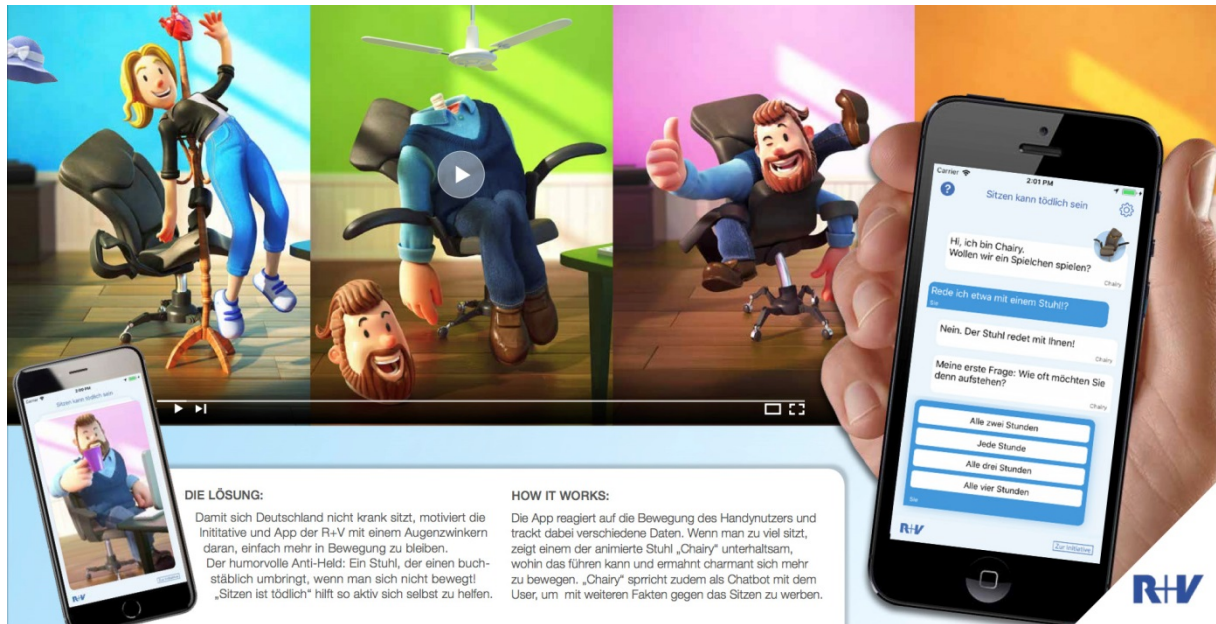 Carrier
2:01 PM
?
Sitzen kann tödlich sein
Hi, ich bin Chairy.
Wollen wir ein Spielchen spielen?
Chairy
Rede ich etwa mit einem Stuhl!?
Sie
Nein. Der Stuhl redet mit Ihnen!
Chairy
Meine erste Frage: Wie oft möchten Sie
denn aufstehen?
Chairy
Alle zwei Stunden
Jede Stunde
Alle drei Stunden
Alle vier Stunden
Sie
R+V
Zur Initiative
Sitzen kann tödlich sein
R+V
DIE LÖSUNG:
Damit sich Deutschland nicht krank sitzt, motiviert die
Inititative und App der R+V mit einem Augenzwinkern
daran, einfach mehr in Bewegung zu bleiben.
Der humorvolle Anti-Held: Ein Stuhl, der einen buch-
stäblich umbringt, wenn man sich nicht bewegt!
„Sitzen ist tödlich“ hilft so aktiv sich selbst zu helfen.
HOW IT WORKS:
Die App reagiert auf die Bewegung des Handynutzers und
trackt dabei verschiedene Daten. Wenn man zu viel sitzt,
zeigt einem der animierte Stuhl „Chairy“ unterhaltsam,
wohin das führen kann und ermahnt charmant sich mehr
zu bewegen. „Chairy“ sprricht zudem als Chatbot mit dem
User, um mit weiteren Fakten gegen das Sitzen zu werben.
R+V